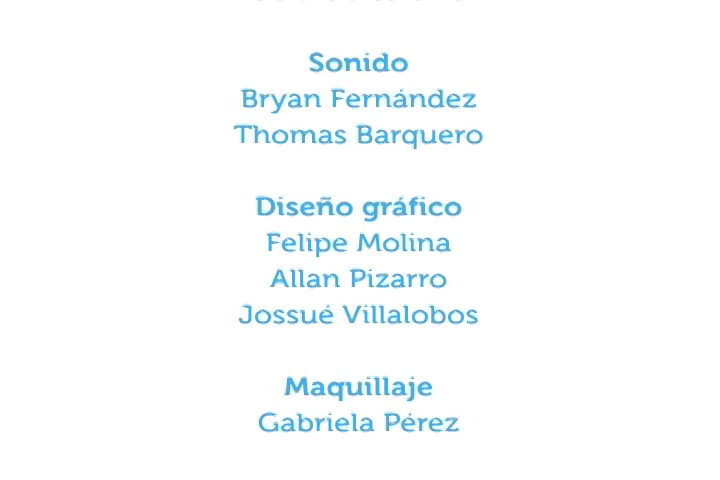 Sonido
Bryan Fernández
Thomas Barquero
Diseño gráfico
Felipe Molina
Allan Pizarro
Jossué Villalobos
Maquillaje
Gabriela Pérez